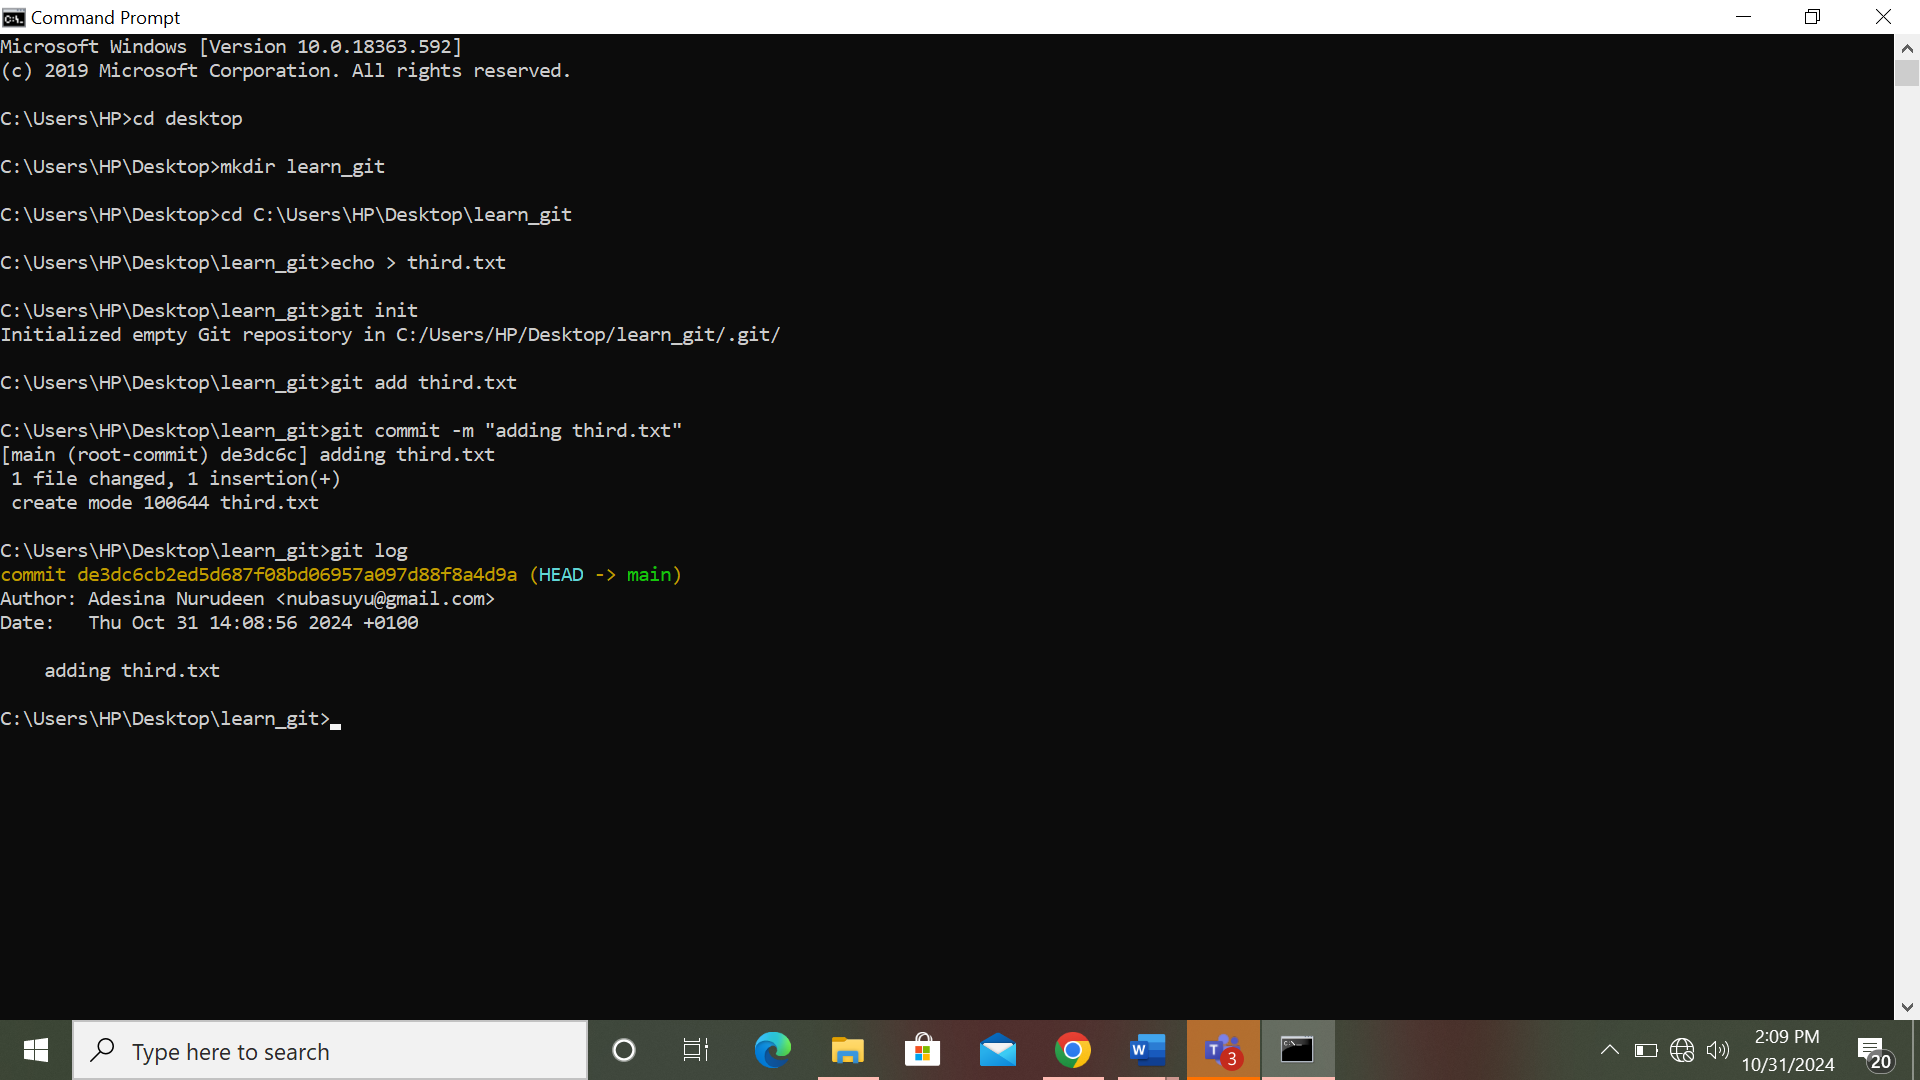 Command Prompt
Microsoft Windows [Version 10.0.18363.592]
(c) 2019 Microsoft Corporation. All rights reserved.
C:\Users\HP>cd desktop
C:\Users\HP\Desktop>mkdir learn_git
C:\Users\HP\Desktop>cd C:\Users\HP\Desktop\learn_git
C:\Users\HP\Desktop\learn_git>echo > third.txt
C:\Users\HP\Desktop\learn_git>git init
Initialized empty Git repository in C:/Users/HP/Desktop/learn_git/.git/
C:\Users\HP\Desktop\learn_git>git add third.txt
C:\Users\HP\Desktop\learn_git>git commit -m "adding third.txt"
[main (root-commit) de3dc6c] adding third.txt
 1 file changed, 1 insertion(+)
 create mode 100644 third.txt
C:\Users\HP\Desktop\learn_git>git log
commit de3dc6cb2ed5d687f08bd06957a097d88f8a4d9a (HEAD -> main)
Author: Adesina Nurudeen <nubasuyu@gmail.com>
Date:   Thu Oct 31 14:08:56 2024 +0100
    adding third.txt
C:\Users\HP\Desktop\learn_git>
Type here to search
W
T
3
2:09 PM
10/31/2024
20